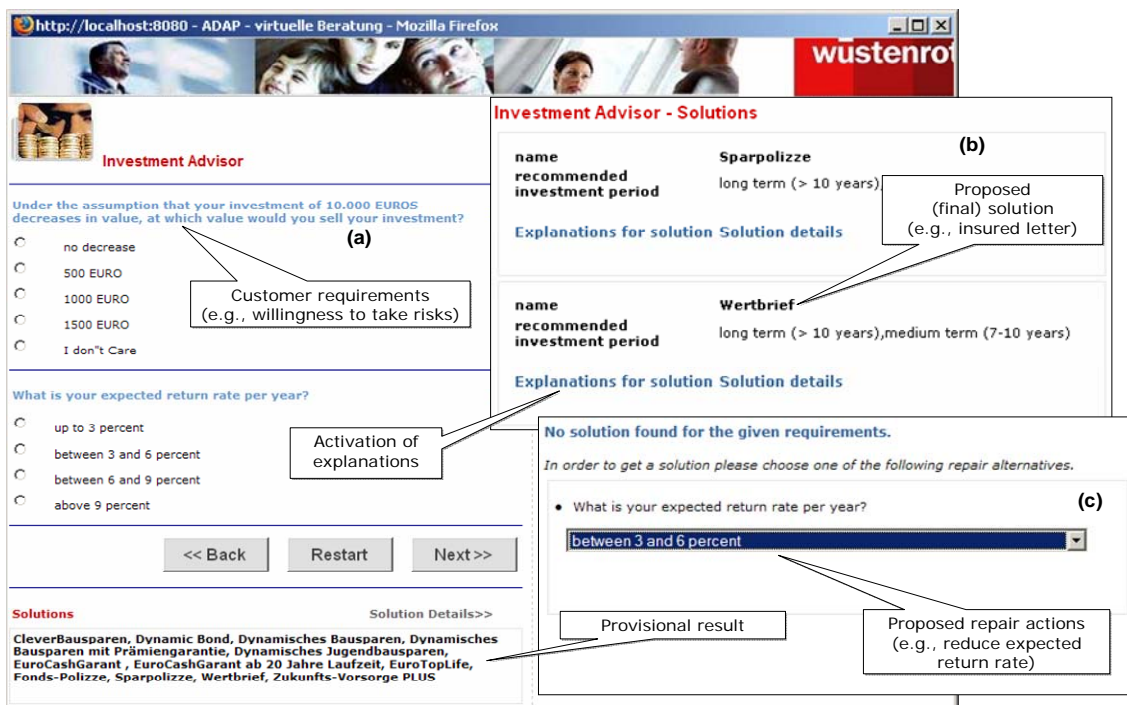 http://localhost:8080 - ADAP - virtuelle Beratung - Mozilla Firefox
wüstenrot
Investment Advisor
Under the assumption that your investment of 10.000 EUROS
decreases in value, at which value would you sell your investment?
(a)
no decrease
500 EURO
1000 EURO
1500 EURO
I don"t Care
Customer requirements
(e.g., willingness to take risks)
What is your expected return rate per year?
up to 3 percent
between 3 and 6 percent
between 6 and 9 percent
above 9 percent
Activation of
explanations
<< Back
Restart
Next >>
Solutions
Solution Details>>
CleverBausparen, Dynamic Bond, Dynamisches Bausparen, Dynamisches
Bausparen mit Prämiengarantie, Dynamisches Jugendbausparen,
EuroCashGarant , EuroCashGarant ab 20 Jahre Laufzeit, EuroTopLife,
Fonds-Polizze, Sparpolizze, Wertbrief, Zukunfts-Vorsorge PLUS
Provisional result
Investment Advisor - Solutions
(b)
name Sparpolizze
recommended
investment period long term (> 10 years),
Explanations for solution Solution details
Proposed
(final) solution
(e.g., insured letter)
name Wertbrief
recommended
investment period long term (> 10 years),medium term (7-10 years)
Explanations for solution Solution details
No solution found for the given requirements.
In order to get a solution please choose one of the following repair alternatives.
(c)
• What is your expected return rate per year?
between 3 and 6 percent
Proposed repair actions
(e.g., reduce expected
return rate)